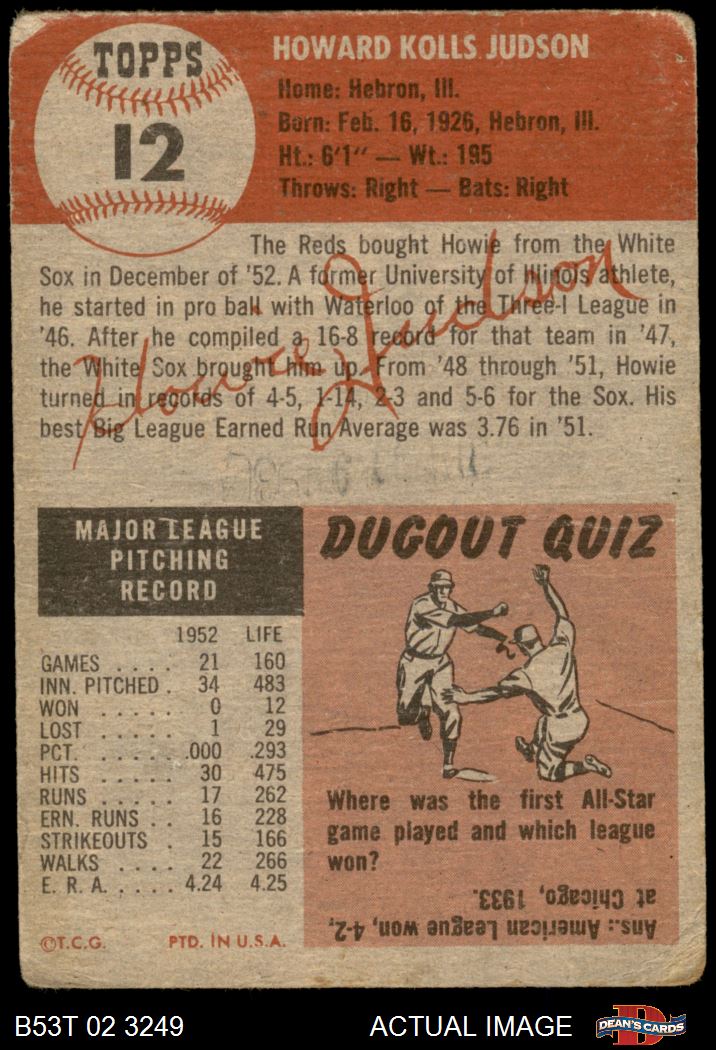 TOPPS
12
HOWARD KOLLS JUDSON
Home: Hebron, Ill.
Born: Feb. 16, 1926, Hebron, Ill.
Ht.: 6'1" — Wt.: 195
Throws: Right — Bats: Right
The Reds bought Howie from the White
Sox in December of '52. A former University of Illinois athlete,
he started in pro ball with Waterloo of the Three-I League in
'46. After he compiled a 16-8 record for that team in '47,
the White Sox brought him up. From '48 through '51, Howie
turned in records of 4-5, 1-14, 2-3 and 5-6 for the Sox. His
best Big League Earned Run Average was 3.76 in '51.
Howie Judson
MAJOR LEAGUE
PITCHING
RECORD
1952 LIFE
GAMES .... 21 160
INN. PITCHED . 34 483
WON ..... 0 12
LOST ..... 1 29
PCT. ..... .000 .293
HITS ..... 30 475
RUNS ..... 17 262
ERN. RUNS .. 16 228
STRIKEOUTS . 15 166
WALKS .... 22 266
E. R. A. ..... 4.24 4.25
©T.C.G. PTD. IN U.S.A.
DUGOUT QUIZ
Where was the first All-Star
game played and which league
won?
Ans.: American League won, 4-2,
at Chicago, 1933.
B53T 02 3249 ACTUAL IMAGE
DEAN'S CARDS